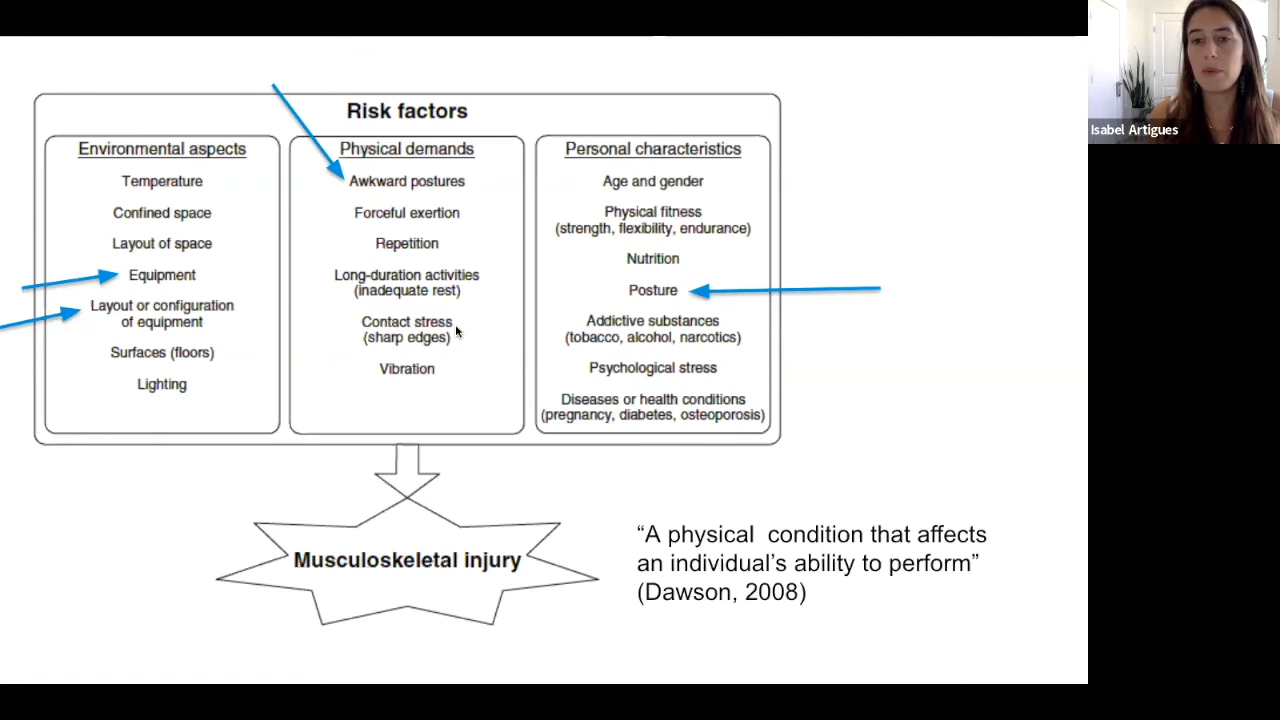 Risk factors
Environmental aspects
Temperature
Confined space
Layout of space
Equipment
Layout or configuration
of equipment
Surfaces (floors)
Lighting
Physical demands
Awkward postures
Forceful exertion
Repetition
Long-duration activities
(inadequate rest)
Contact stress
(sharp edges)
Vibration
Personal characteristics
Age and gender
Physical fitness
(strength, flexibility, endurance)
Nutrition
Posture
Addictive substances
(tobacco, alcohol, narcotics)
Psychological stress
Diseases or health conditions
(pregnancy, diabetes, osteoporosis)
Musculoskeletal injury
“A physical  condition that affects
an individual’s ability to perform”
(Dawson, 2008)
Isabel Artigues